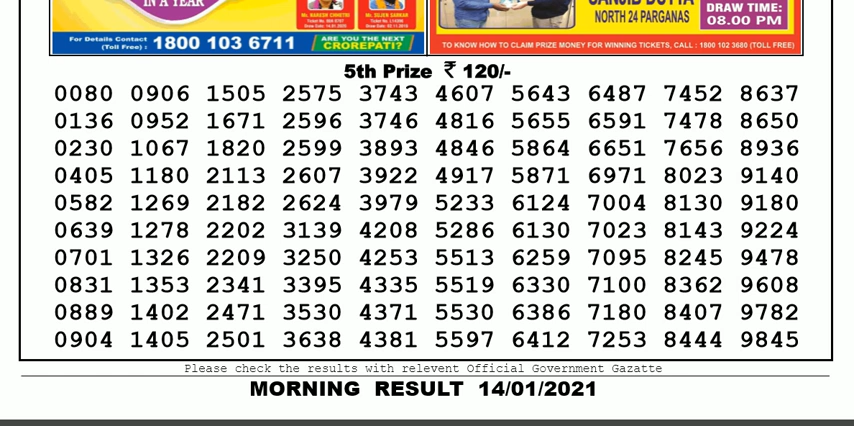 IN A YEAR
For Details Contact
(Toll Free) : 1800 103 6711
ARE YOU THE NEXT
CROREPATI?
Mr. SUJEN SARKAR
NORTH 24 PARGANAS
DRAW TIME:
08.00 PM
TO KNOW HOW TO CLAIM PRIZE MONEY FOR WINNING TICKETS, CALL : 1800 102 3680 (TOLL FREE)
5th Prize ₹ 120/-
0080 0906 1505 2575 3743 4607 5643 6487 7452 8637
0136 0952 1671 2596 3746 4816 5655 6591 7478 8650
0230 1067 1820 2599 3893 4846 5864 6651 7656 8936
0405 1180 2113 2607 3922 4917 5871 6971 8023 9140
0582 1269 2182 2624 3979 5233 6124 7004 8130 9180
0639 1278 2202 3139 4208 5286 6130 7023 8143 9224
0701 1326 2209 3250 4253 5513 6259 7095 8245 9478
0831 1353 2341 3395 4335 5519 6330 7100 8362 9608
0889 1402 2471 3530 4371 5530 6386 7180 8407 9782
0904 1405 2501 3638 4381 5597 6412 7253 8444 9845
Please check the results with relevent Official Government Gazatte
MORNING RESULT 14/01/2021